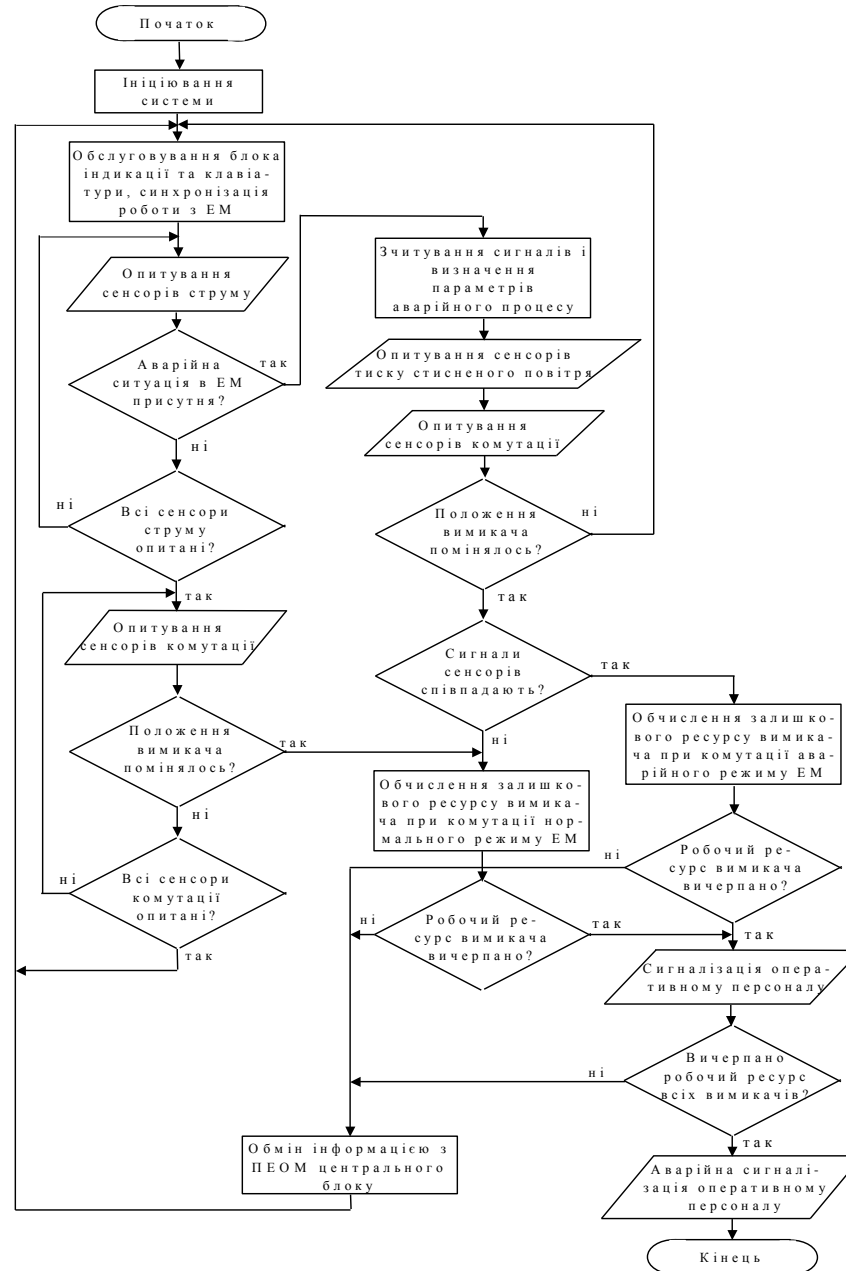 Початок
Ініціювання
системи
Обслуговування блока
індикації та клавіа-
тури, синхронізація
роботи з ЕМ
Опитування
сенсорів струму
Аварійна
ситуація в ЕМ
присутня?
так
ні
Всі сенсори
струму
опитані?
ні
так
Опитування
сенсорів комутації
Положення
вимикача
помінялось?
так
ні
Всі сенсори
комутації
опитані?
ні
так
Зчитування сигналів і
визначення
параметрів
аварійного процесу
Опитування сенсорів
тиску стисненого повітря
Опитування
сенсорів комутації
Положення
вимикача
помінялось?
ні
так
Сигнали
сенсорів
співпадають?
так
ні
Обчислення залишко-
вого ресурсу вимика-
ча при комутації нор-
мального режиму ЕМ
Робочий ре-
сурс вимикача
вичерпано?
ні
так
Обчислення залишко-
вого ресурсу вимика-
ча при комутації ава-
рійного режиму ЕМ
Робочий ре-
сурс вимикача
вичерпано?
ні
так
Сигналізація опера-
тивному персоналу
Вичерпано
робочий ресурс
всіх вимикачів?
ні
так
Обмін інформацією з
ПЕОМ центрального
блоку
Аварійна сигналі-
зація оперативному
персоналу
Кінець